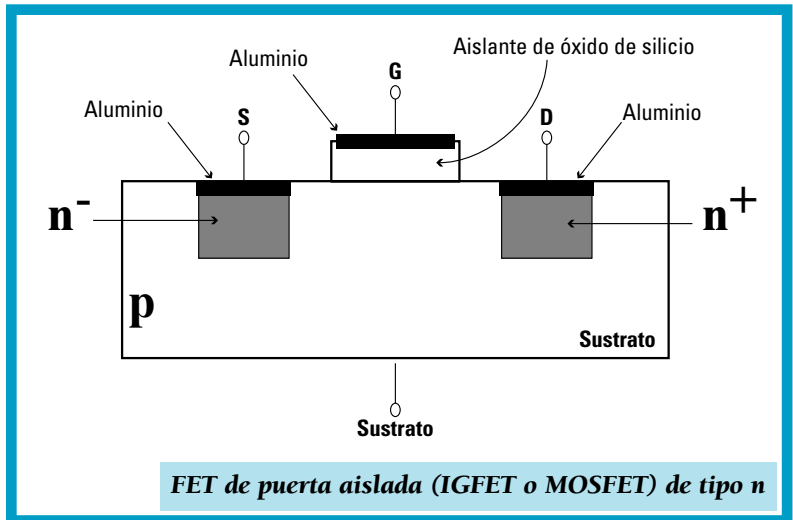 Aislante de óxido de silicio
Aluminio
G
Aluminio
S
D
Aluminio
n-
n+
p
Sustrato
Sustrato
FET de puerta aislada (IGFET o MOSFET) de tipo n